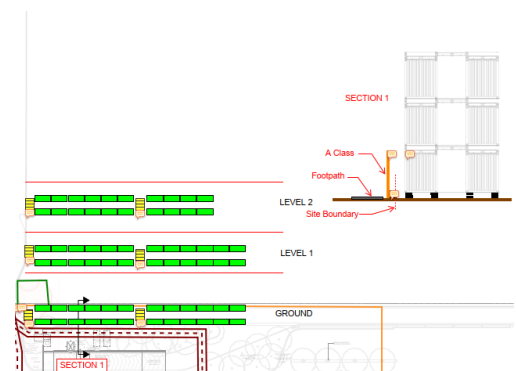 SECTION 1
A Class
Footpath
LEVEL 2
Site Boundary
LEVEL 1
GROUND
SECTION 1